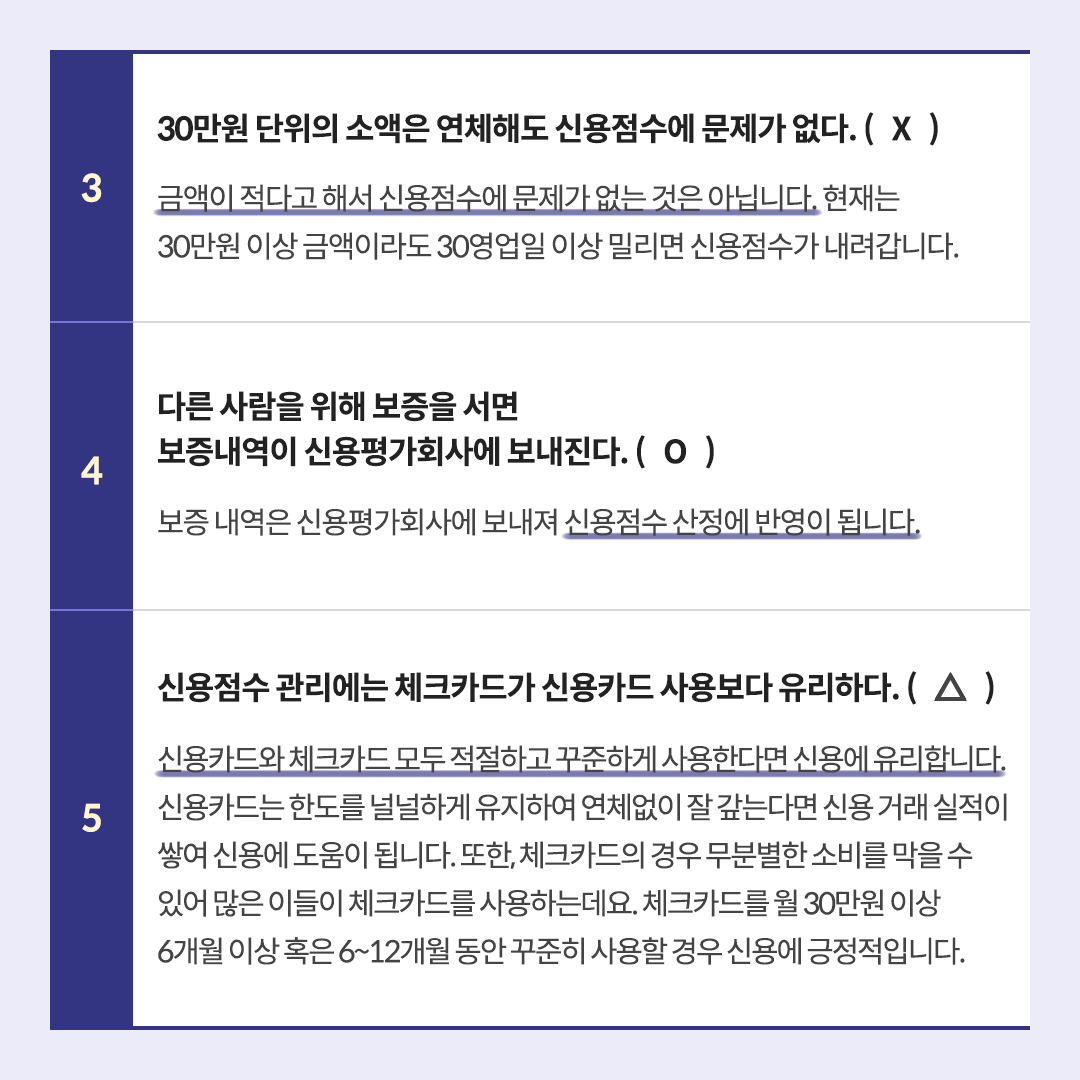 3
30만원 단위의 소액은 연체해도 신용점수에 문제가 없다. ( X )
금액이 적다고 해서 신용점수에 문제가 없는 것은 아닙니다. 현재는
30만원 이상 금액이라도 30영업일 이상 밀리면 신용점수가 내려갑니다.
4
다른 사람을 위해 보증을 서면
보증내역이 신용평가회사에 보내진다. ( O )
보증 내역은 신용평가회사에 보내져 신용점수 산정에 반영이 됩니다.
5
신용점수 관리에는 체크카드가 신용카드 사용보다 유리하다. ( △ )
신용카드와 체크카드 모두 적절하고 꾸준하게 사용한다면 신용에 유리합니다.
신용카드는 한도를 널널하게 유지하여 연체없이 잘 갚는다면 신용 거래 실적이
쌓여 신용에 도움이 됩니다. 또한, 체크카드의 경우 무분별한 소비를 막을 수
있어 많은 이들이 체크카드를 사용하는데요. 체크카드를 월 30만원 이상
6개월 이상 혹은 6~12개월 동안 꾸준히 사용할 경우 신용에 긍정적입니다.